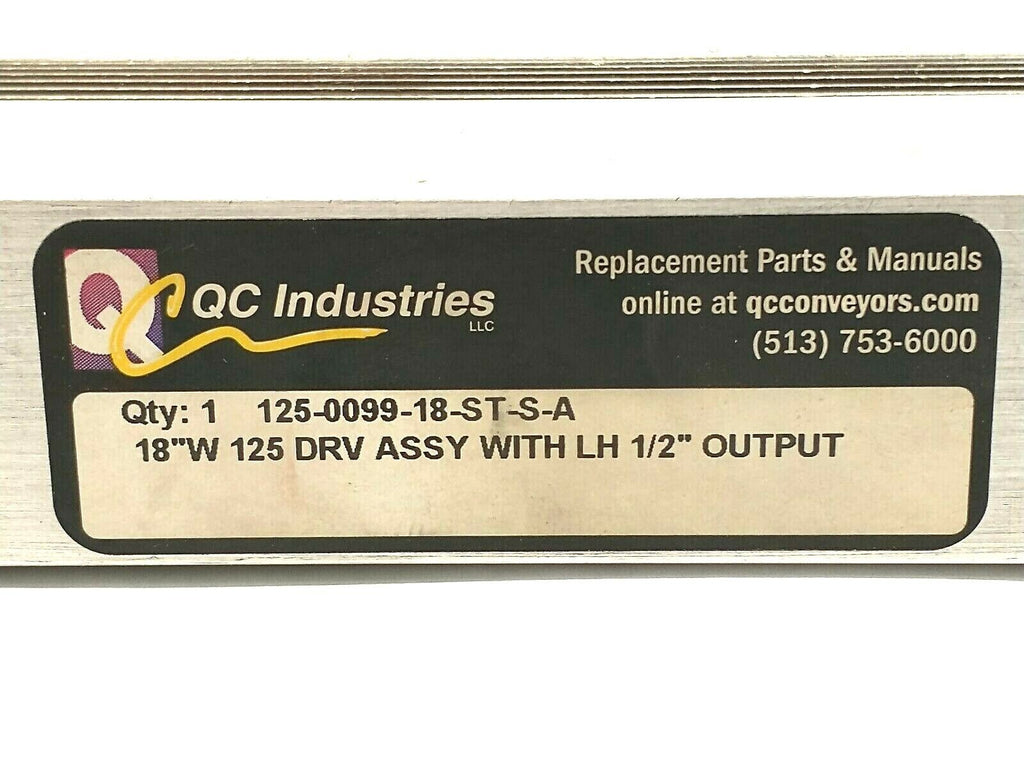 QC
QC Industries
LLC
Replacement Parts & Manuals
online at qcconveyors.com
(513) 753-6000
Qty: 1 125-0099-18-ST-S-A
18"W 125 DRV ASSY WITH LH 1/2" OUTPUT